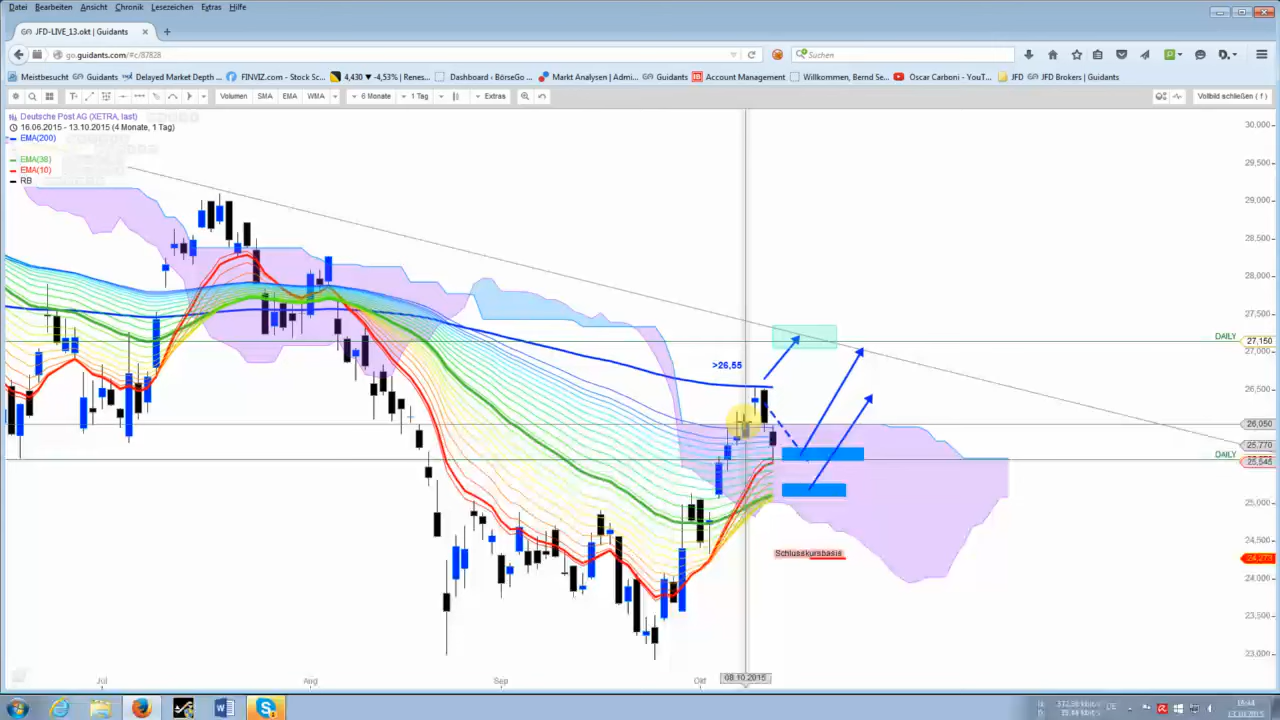 Datei Bearbeiten Ansicht Chronik Lesezeichen Extras Hilfe
JFD-LIVE_13.okt | Guidants
go.guidants.com/#c/87828
Suchen
Meistbesucht Guidants Delayed Market Depth ... FINVIZ.com - Stock Sc... 4,430 ▼ -4,53% | Renes... Dashboard ‹ BörseGo ... Markt Analysen | Admi... Guidants Account Management Willkommen, Bernd Se... Oscar Carboni - YouT... JFD JFD Brokers | Guidants
Volumen SMA EMA WMA 6 Monate 1 Tag Extras Vollbild schließen ( f )
Deutsche Post AG (XETRA, last)
16.06.2015 - 13.10.2015 (4 Monate, 1 Tag)
EMA(200)
EMA(38)
EMA(10)
RB
30,000
29,500
29,000
28,500
28,000
27,500
DAILY 27,150
27,000
>26,55
26,500
26,050
25,770
DAILY
25,545
25,000
24,500
Schlusskursbasis
24,273
24,000
23,500
23,000
Jul Aug Sep Okt 08.10.2015
DE
13.10.2015